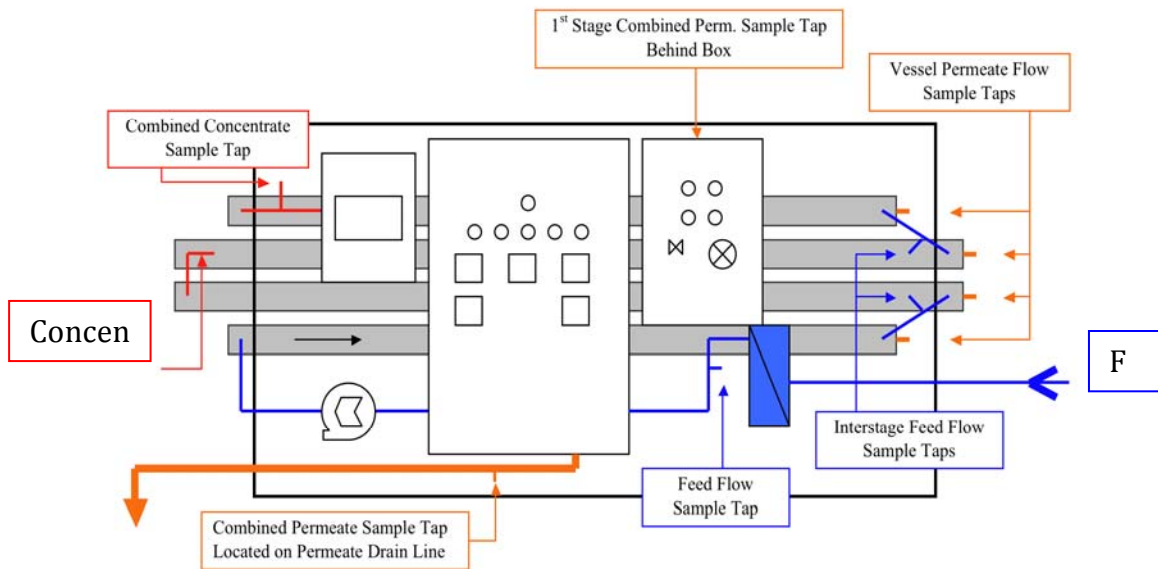 1st Stage Combined Perm. Sample Tap
Behind Box
Vessel Permeate Flow
Sample Taps
Combined Concentrate
Sample Tap
Concen
F
Interstage Feed Flow
Sample Taps
Feed Flow
Sample Tap
Combined Permeate Sample Tap
Located on Permeate Drain Line